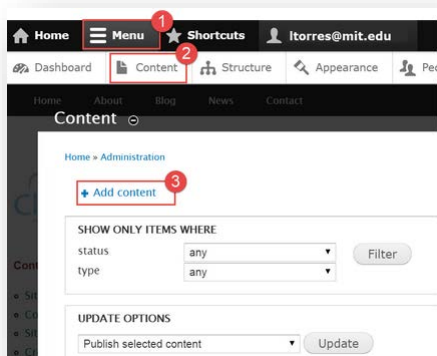 1
Home Menu Shortcuts ltorres@mit.edu
2
Dashboard Content Structure Appearance
Home About Blog News Contact
Content
Home » Administration
3
+ Add content
SHOW ONLY ITEMS WHERE
status any
Filter
type any
UPDATE OPTIONS
Publish selected content Update